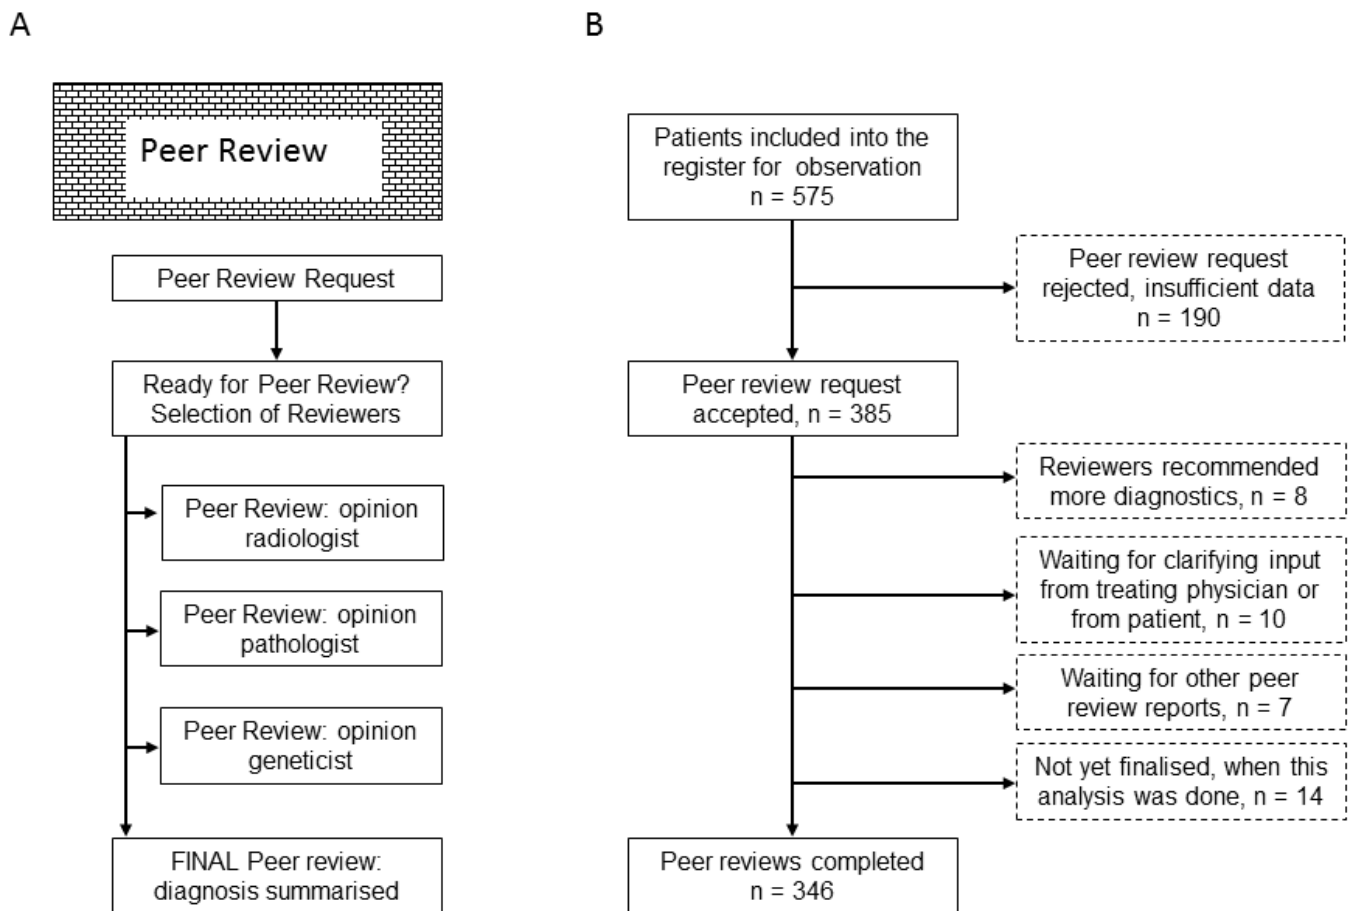 A
Peer Review
Peer Review Request
Ready for Peer Review?
Selection of Reviewers
Peer Review: opinion
radiologist
Peer Review: opinion
pathologist
Peer Review: opinion
geneticist
FINAL Peer review:
diagnosis summarised
B
Patients included into the
register for observation
n = 575
Peer review request
rejected, insufficient data
n = 190
Peer review request
accepted, n = 385
Reviewers recommended
more diagnostics, n = 8
Waiting for clarifying input
from treating physician or
from patient, n = 10
Waiting for other peer
review reports, n = 7
Not yet finalised, when this
analysis was done, n = 14
Peer reviews completed
n = 346